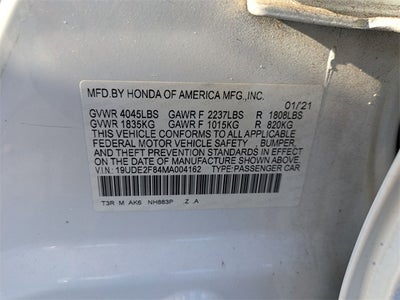 MFD.BY HONDA OF AMERICA MFG.,INC. 01/21
GVWR 4045LBS GAWR F 2237LBS R 1808LBS
GVWR 1835KG GAWR F 1015KG R 820KG
THIS VEHICLE CONFORMS TO ALL APPLICABLE
FEDERAL MOTOR VEHICLE SAFETY , BUMPER,
AND THEFT PREVENTION STANDARDS IN EFFECT
ON THE DATE OF MANUFACTURE SHOWN ABOVE.
V.I.N: 19UDE2F84MA004162 TYPE:PASSENGER CAR
T3R M AK6 NH883P Z A